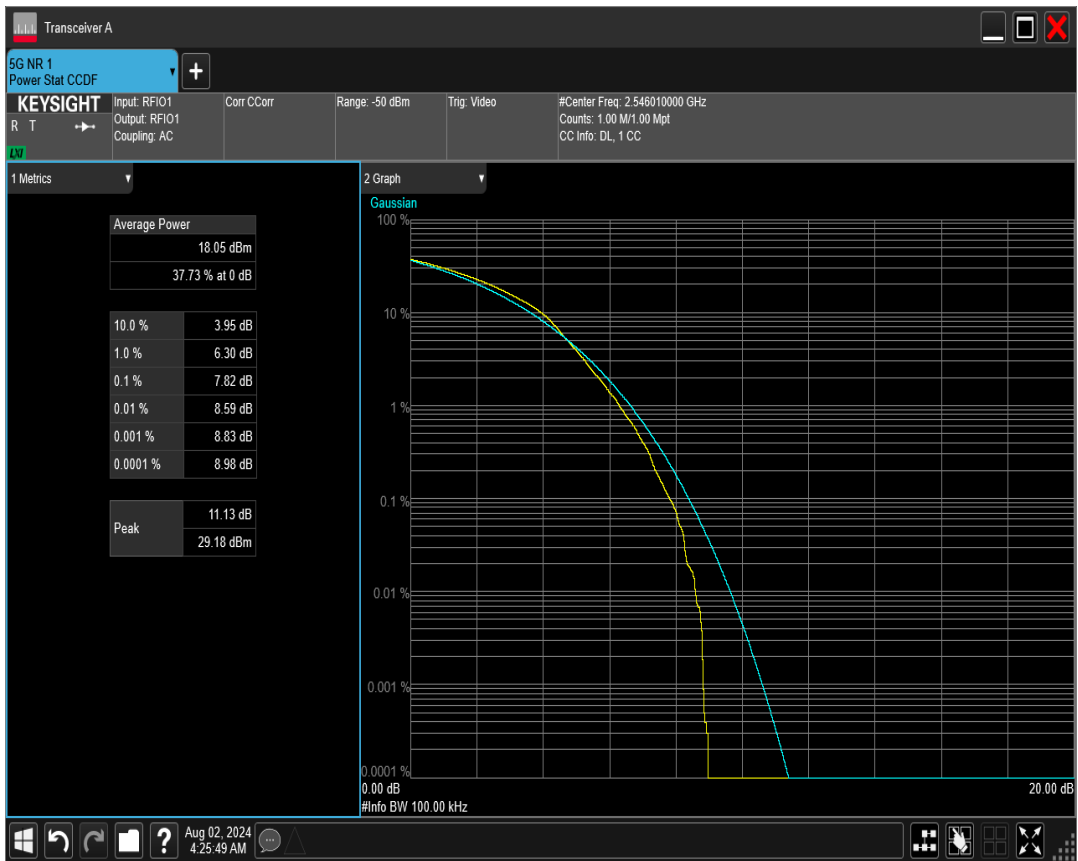 Transceiver A
5G NR 1
Power Stat CCDF
KEYSIGHT
R T
LXI
Input: RFIO1
Output: RFIO1
Coupling: AC
Corr CCorr
Range: -50 dBm
Trig: Video
#Center Freq: 2.546010000 GHz
Counts: 1.00 M/1.00 Mpt
CC Info: DL, 1 CC
1 Metrics
Average Power
18.05 dBm
37.73 % at 0 dB
10.0 % 3.95 dB
1.0 % 6.30 dB
0.1 % 7.82 dB
0.01 % 8.59 dB
0.001 % 8.83 dB
0.0001 % 8.98 dB
Peak
11.13 dB
29.18 dBm
2 Graph
Gaussian
100 %
10 %
1 %
0.1 %
0.01 %
0.001 %
0.0001 %
0.00 dB
20.00 dB
#Info BW 100.00 kHz
Aug 02, 2024
4:25:49 AM